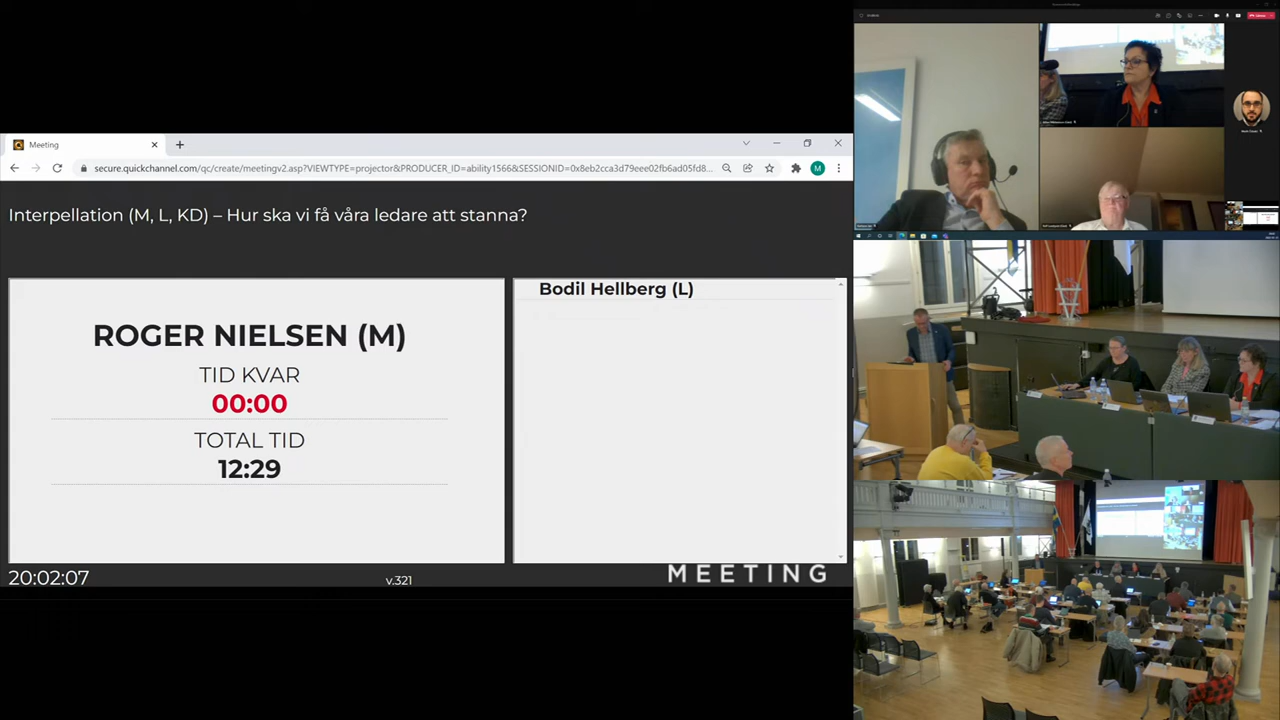 Meeting
secure.quickchannel.com/qc/create/meetingv2.asp?VIEWTYPE=projector&PRODUCER_ID=ability1566&SESSIONID=0x8eb2cca3d79eee02fb6ad05fd8...
M
Interpellation (M, L, KD) – Hur ska vi få våra ledare att stanna?
ROGER NIELSEN (M)
TID KVAR
00:00
TOTAL TID
12:29
Bodil Hellberg (L)
20:02:07
v.321
MEETING